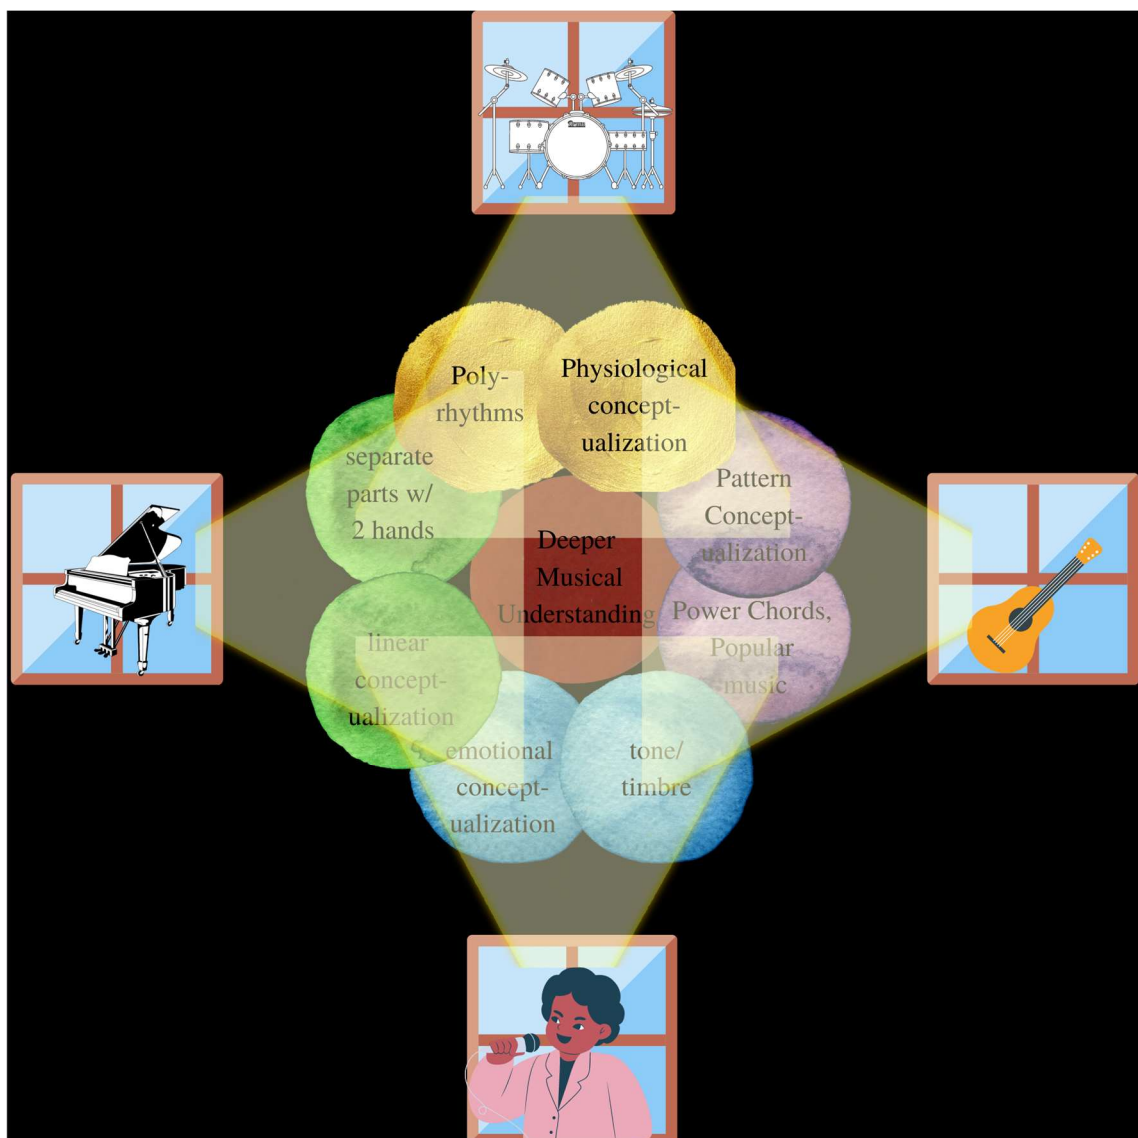 Poly-
rhythms
Physiological
concept-
ualization
separate
parts w/
2 hands
Pattern
Concept-
ualization
Deeper
Musical
Understanding
Power Chords,
Popular
music
linear
concept-
ualization
emotional
concept-
ualization
tone/
timbre